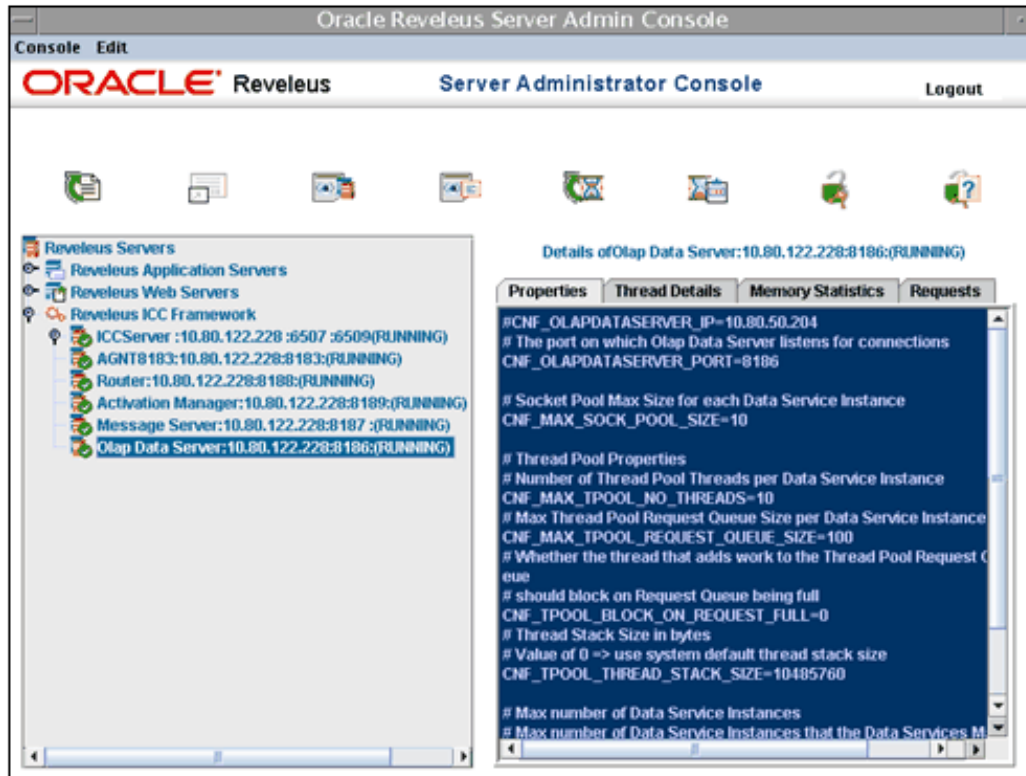 Oracle Reveleus Server Admin Console
Console Edit
ORACLE' Reveleus Server Administrator Console Logout
Reveleus Servers
Reveleus Application Servers
Reveleus Web Servers
Reveleus ICC Framework
ICCServer :10.80.122.228 :6507 :6509(RUNNING)
AGNT8183:10.80.122.228:8183:(RUNNING)
Router:10.80.122.228:8188:(RUNNING)
Activation Manager:10.80.122.228:8189:(RUNNING)
Message Server:10.80.122.228:8187 :(RUNNING)
Olap Data Server:10.80.122.228:8186:(RUNNING)
Details ofOlap Data Server:10.80.122.228:8186:(RUNNING)
Properties Thread Details Memory Statistics Requests
#CNF_OLAPDATASERVER_IP=10.80.50.204
# The port on which Olap Data Server listens for connections
CNF_OLAPDATASERVER_PORT=8186
# Socket Pool Max Size for each Data Service Instance
CNF_MAX_SOCK_POOL_SIZE=10
# Thread Pool Properties
# Number of Thread Pool Threads per Data Service Instance
CNF_MAX_TPOOL_NO_THREADS=10
# Max Thread Pool Request Queue Size per Data Service Instance
CNF_MAX_TPOOL_REQUEST_QUEUE_SIZE=100
# Whether the thread that adds work to the Thread Pool Request
eue
# should block on Request Queue being full
CNF_TPOOL_BLOCK_ON_REQUEST_FULL=0
# Thread Stack Size in bytes
# Value of 0 => use system default thread stack size
CNF_TPOOL_THREAD_STACK_SIZE=10485760
# Max number of Data Service Instances
# Max number of Data Service Instances that the Data Services M